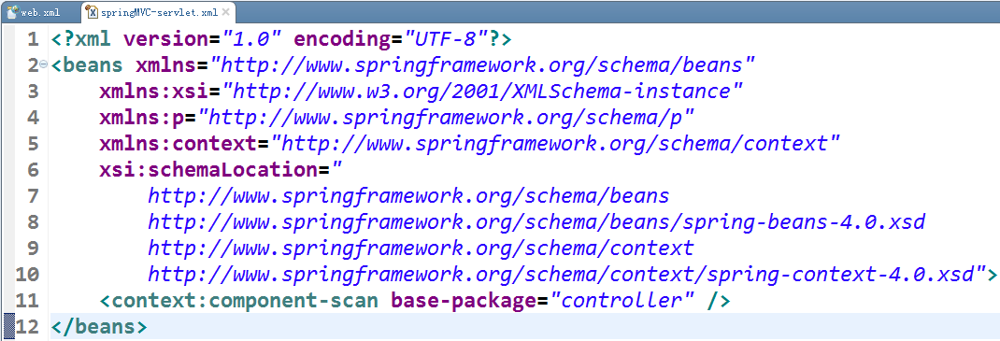 web.xml springMVC-servlet.xml
1 <?xml version="1.0" encoding="UTF-8"?>
2 <beans xmlns="http://www.springframework.org/schema/beans"
3 xmlns:xsi="http://www.w3.org/2001/XMLSchema-instance"
4 xmlns:p="http://www.springframework.org/schema/p"
5 xmlns:context="http://www.springframework.org/schema/context"
6 xsi:schemaLocation="
7 http://www.springframework.org/schema/beans
8 http://www.springframework.org/schema/beans/spring-beans-4.0.xsd
9 http://www.springframework.org/schema/context
10 http://www.springframework.org/schema/context/spring-context-4.0.xsd">
11 <context:component-scan base-package="controller" />
12 </beans>